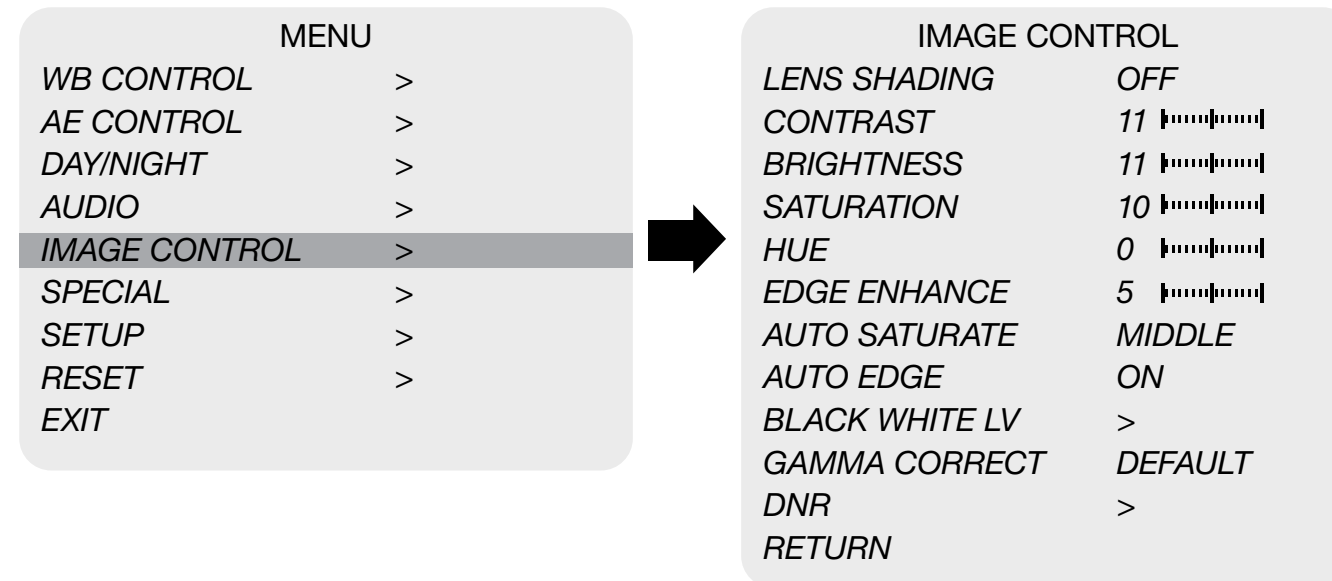 MENU
WB CONTROL >
AE CONTROL >
DAY/NIGHT >
AUDIO >
IMAGE CONTROL >
SPECIAL >
SETUP >
RESET >
EXIT
IMAGE CONTROL
LENS SHADING OFF
CONTRAST 11
BRIGHTNESS 11
SATURATION 10
HUE 0
EDGE ENHANCE 5
AUTO SATURATE MIDDLE
AUTO EDGE ON
BLACK WHITE LV >
GAMMA CORRECT DEFAULT
DNR >
RETURN